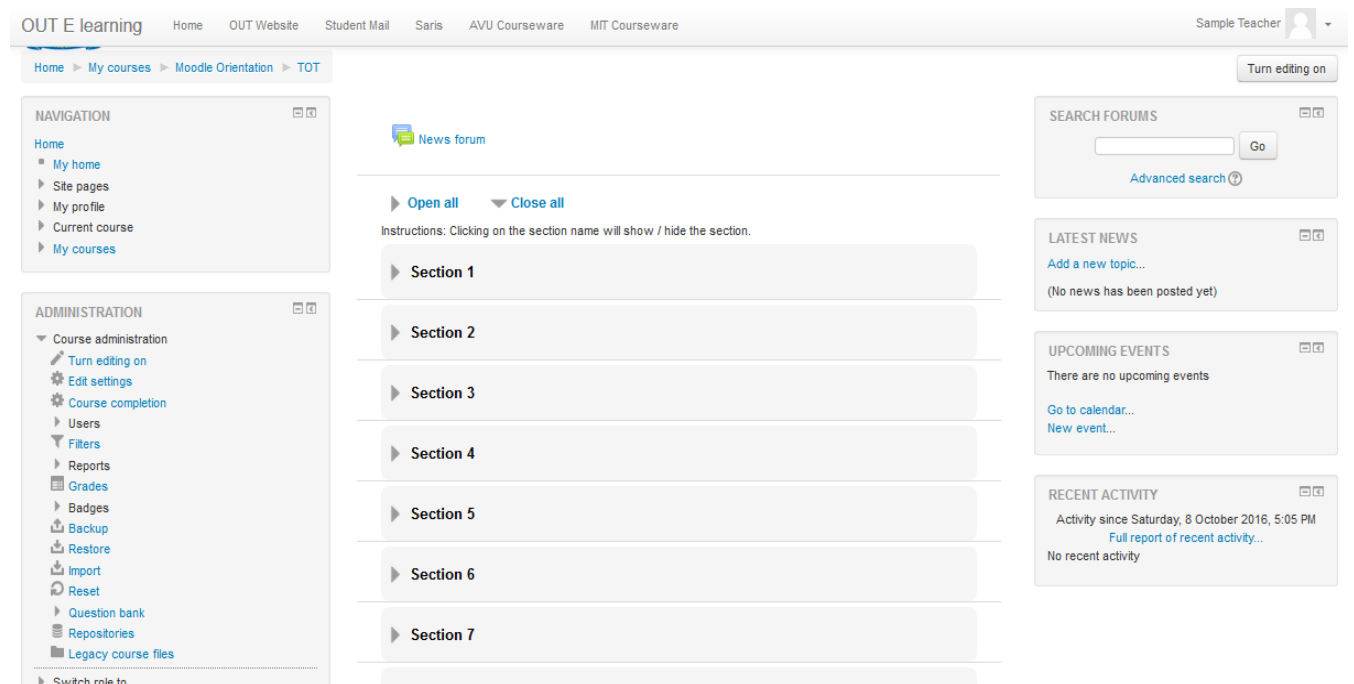 OUT E learning Home OUT Website Student Mail Saris AVU Courseware MIT Courseware Sample Teacher
Home My courses Moodle Orientation TOT Turn editing on
NAVIGATION
Home
My home
Site pages
My profile
Current course
My courses
ADMINISTRATION
Course administration
Turn editing on
Edit settings
Course completion
Users
Filters
Reports
Grades
Badges
Backup
Restore
Import
Reset
Question bank
Repositories
Legacy course files
Switch role to
News forum
Open all Close all
Instructions: Clicking on the section name will show / hide the section.
Section 1
Section 2
Section 3
Section 4
Section 5
Section 6
Section 7
SEARCH FORUMS
Go
Advanced search ?
LATEST NEWS
Add a new topic...
(No news has been posted yet)
UPCOMING EVENTS
There are no upcoming events
Go to calendar...
New event...
RECENT ACTIVITY
Activity since Saturday, 8 October 2016, 5:05 PM
Full report of recent activity...
No recent activity